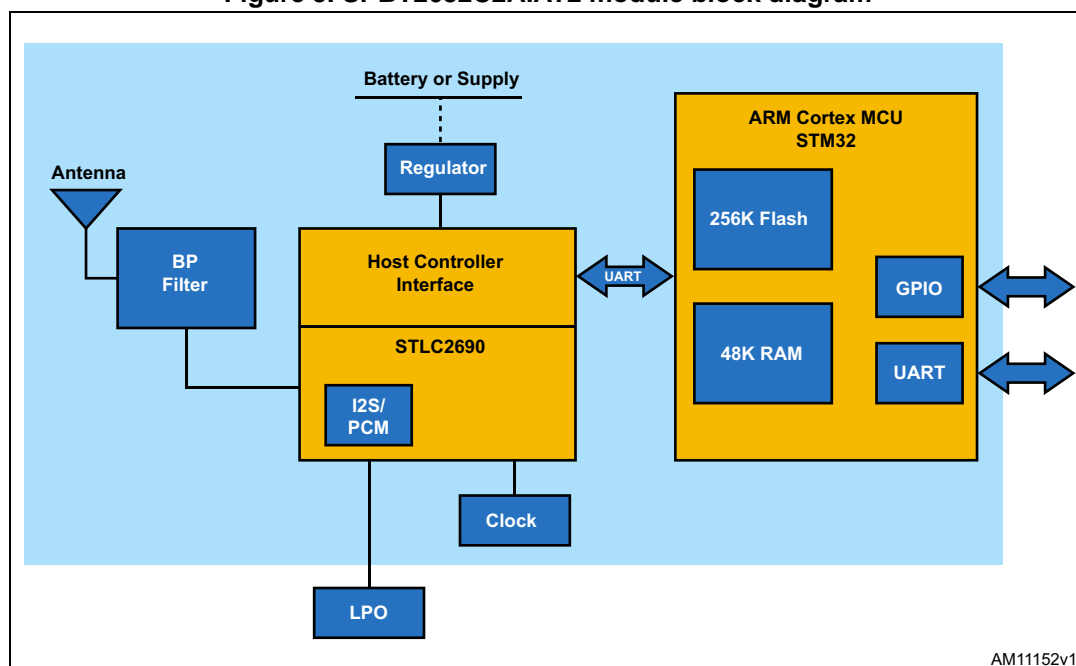 Battery or Supply
ARM Cortex MCU
STM32
Antenna
Regulator
256K Flash
BP
Filter
Host Controller
Interface
UART
GPIO
STLC2690
48K RAM
UART
I2S/
PCM
Clock
LPO
AM11152v1